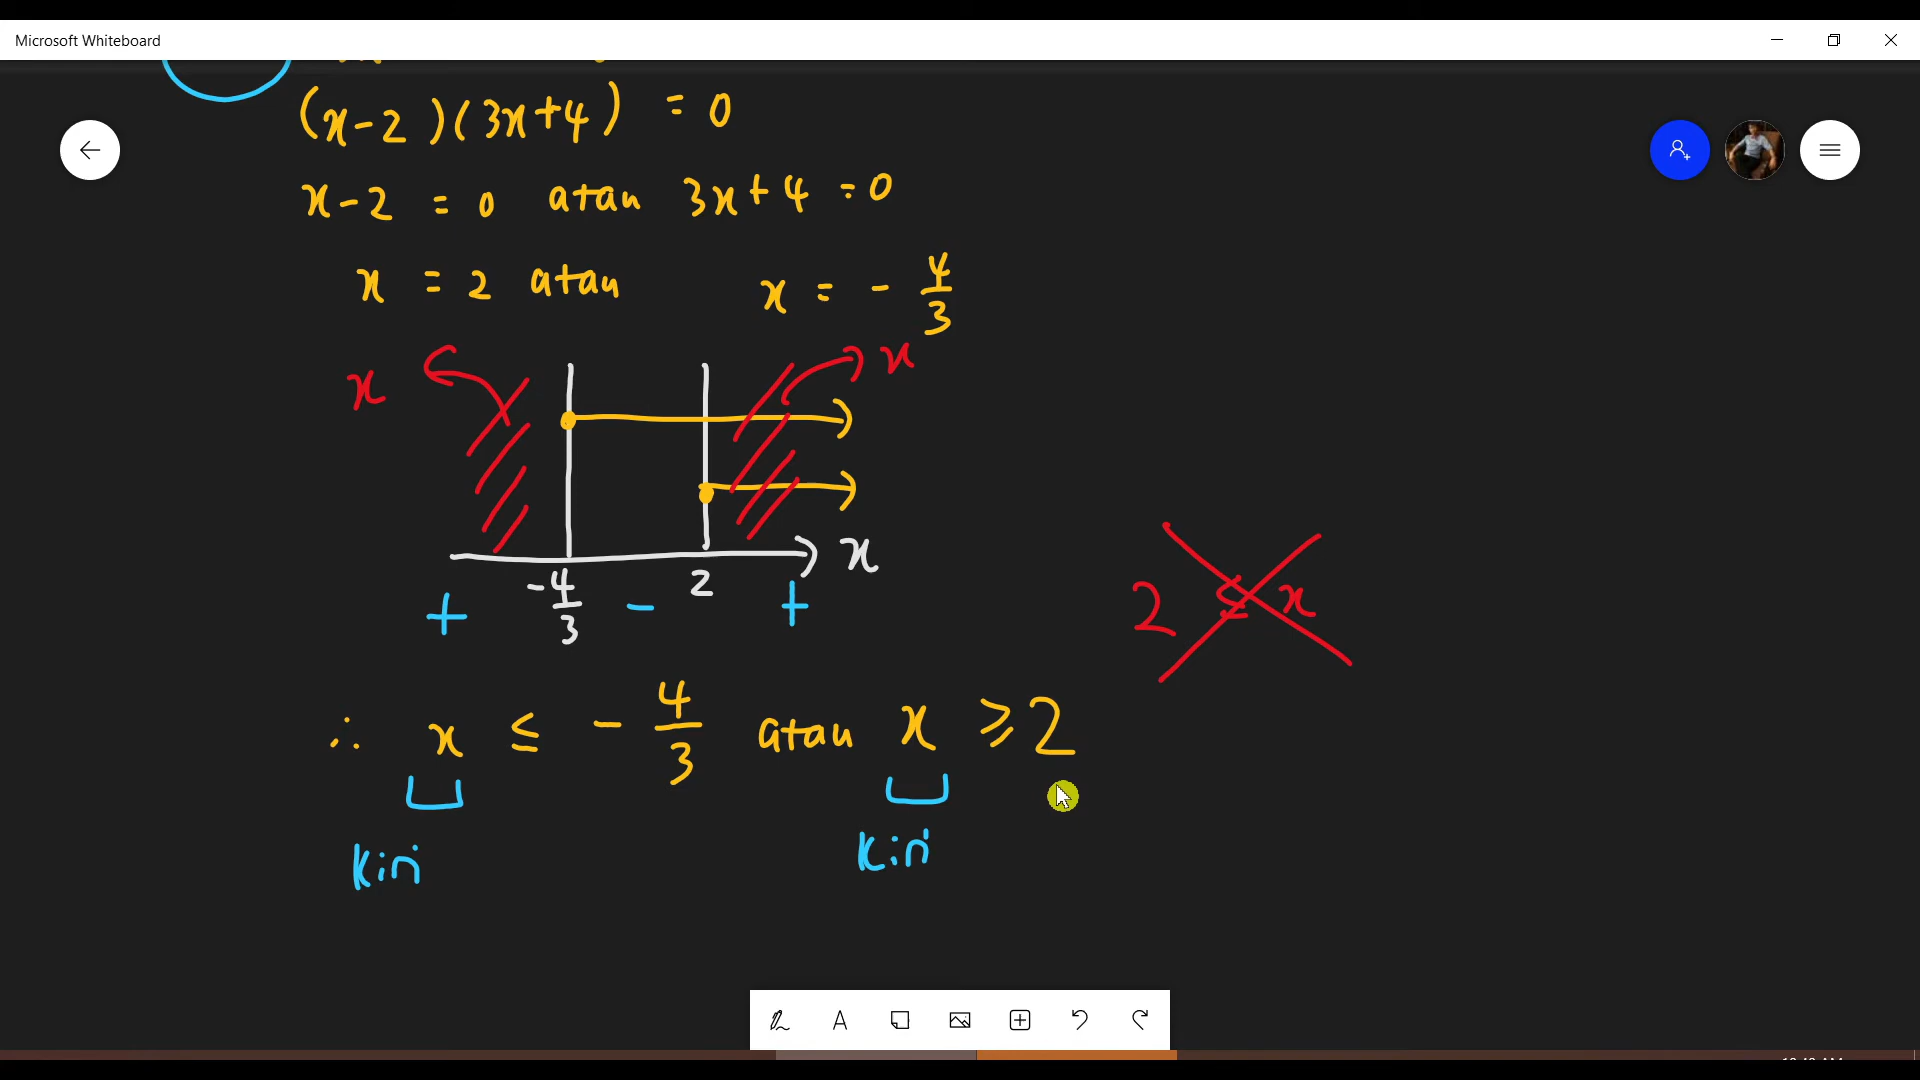 Microsoft Whiteboard
(x-2)(3x+4) = 0
x-2 = 0 atau 3x+4 = 0
x = 2 atau x = - 4/3
x x
x
-4/3 2
+ - +
2 ≤ x
∴ x ≤ - 4/3 atau x ≥ 2
kiri kiri